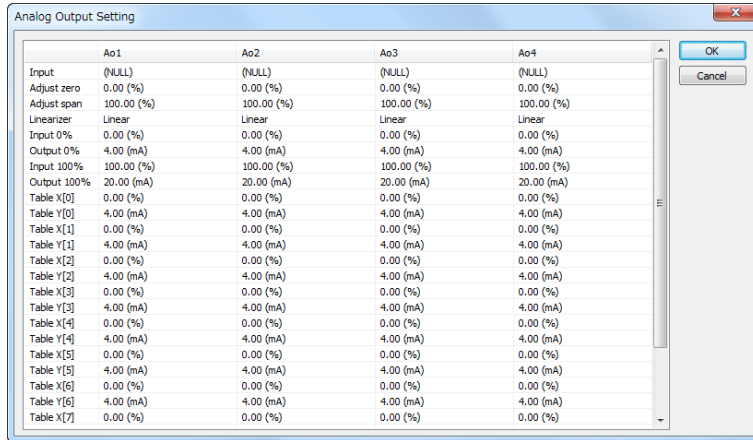 Analog Output Setting
Ao1 Ao2 Ao3 Ao4
OK
Input (NULL) (NULL) (NULL) (NULL)
Cancel
Adjust zero 0.00 (%) 0.00 (%) 0.00 (%) 0.00 (%)
Adjust span 100.00 (%) 100.00 (%) 100.00 (%) 100.00 (%)
Linearizer Linear Linear Linear Linear
Input 0% 0.00 (%) 0.00 (%) 0.00 (%) 0.00 (%)
Output 0% 4.00 (mA) 4.00 (mA) 4.00 (mA) 4.00 (mA)
Input 100% 100.00 (%) 100.00 (%) 100.00 (%) 100.00 (%)
Output 100% 20.00 (mA) 20.00 (mA) 20.00 (mA) 20.00 (mA)
Table X[0] 0.00 (%) 0.00 (%) 0.00 (%) 0.00 (%)
Table Y[0] 4.00 (mA) 4.00 (mA) 4.00 (mA) 4.00 (mA)
Table X[1] 0.00 (%) 0.00 (%) 0.00 (%) 0.00 (%)
Table Y[1] 4.00 (mA) 4.00 (mA) 4.00 (mA) 4.00 (mA)
Table X[2] 0.00 (%) 0.00 (%) 0.00 (%) 0.00 (%)
Table Y[2] 4.00 (mA) 4.00 (mA) 4.00 (mA) 4.00 (mA)
Table X[3] 0.00 (%) 0.00 (%) 0.00 (%) 0.00 (%)
Table Y[3] 4.00 (mA) 4.00 (mA) 4.00 (mA) 4.00 (mA)
Table X[4] 0.00 (%) 0.00 (%) 0.00 (%) 0.00 (%)
Table Y[4] 4.00 (mA) 4.00 (mA) 4.00 (mA) 4.00 (mA)
Table X[5] 0.00 (%) 0.00 (%) 0.00 (%) 0.00 (%)
Table Y[5] 4.00 (mA) 4.00 (mA) 4.00 (mA) 4.00 (mA)
Table X[6] 0.00 (%) 0.00 (%) 0.00 (%) 0.00 (%)
Table Y[6] 4.00 (mA) 4.00 (mA) 4.00 (mA) 4.00 (mA)
Table X[7] 0.00 (%) 0.00 (%) 0.00 (%) 0.00 (%)